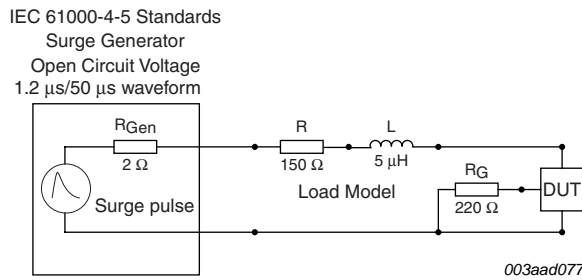 IEC 61000-4-5 Standards
Surge Generator
Open Circuit Voltage
1.2 μs/50 μs waveform
RGen
2 Ω
Surge pulse
R
150 Ω
L
5 μH
Load Model
RG
220 Ω
DUT
003aad077